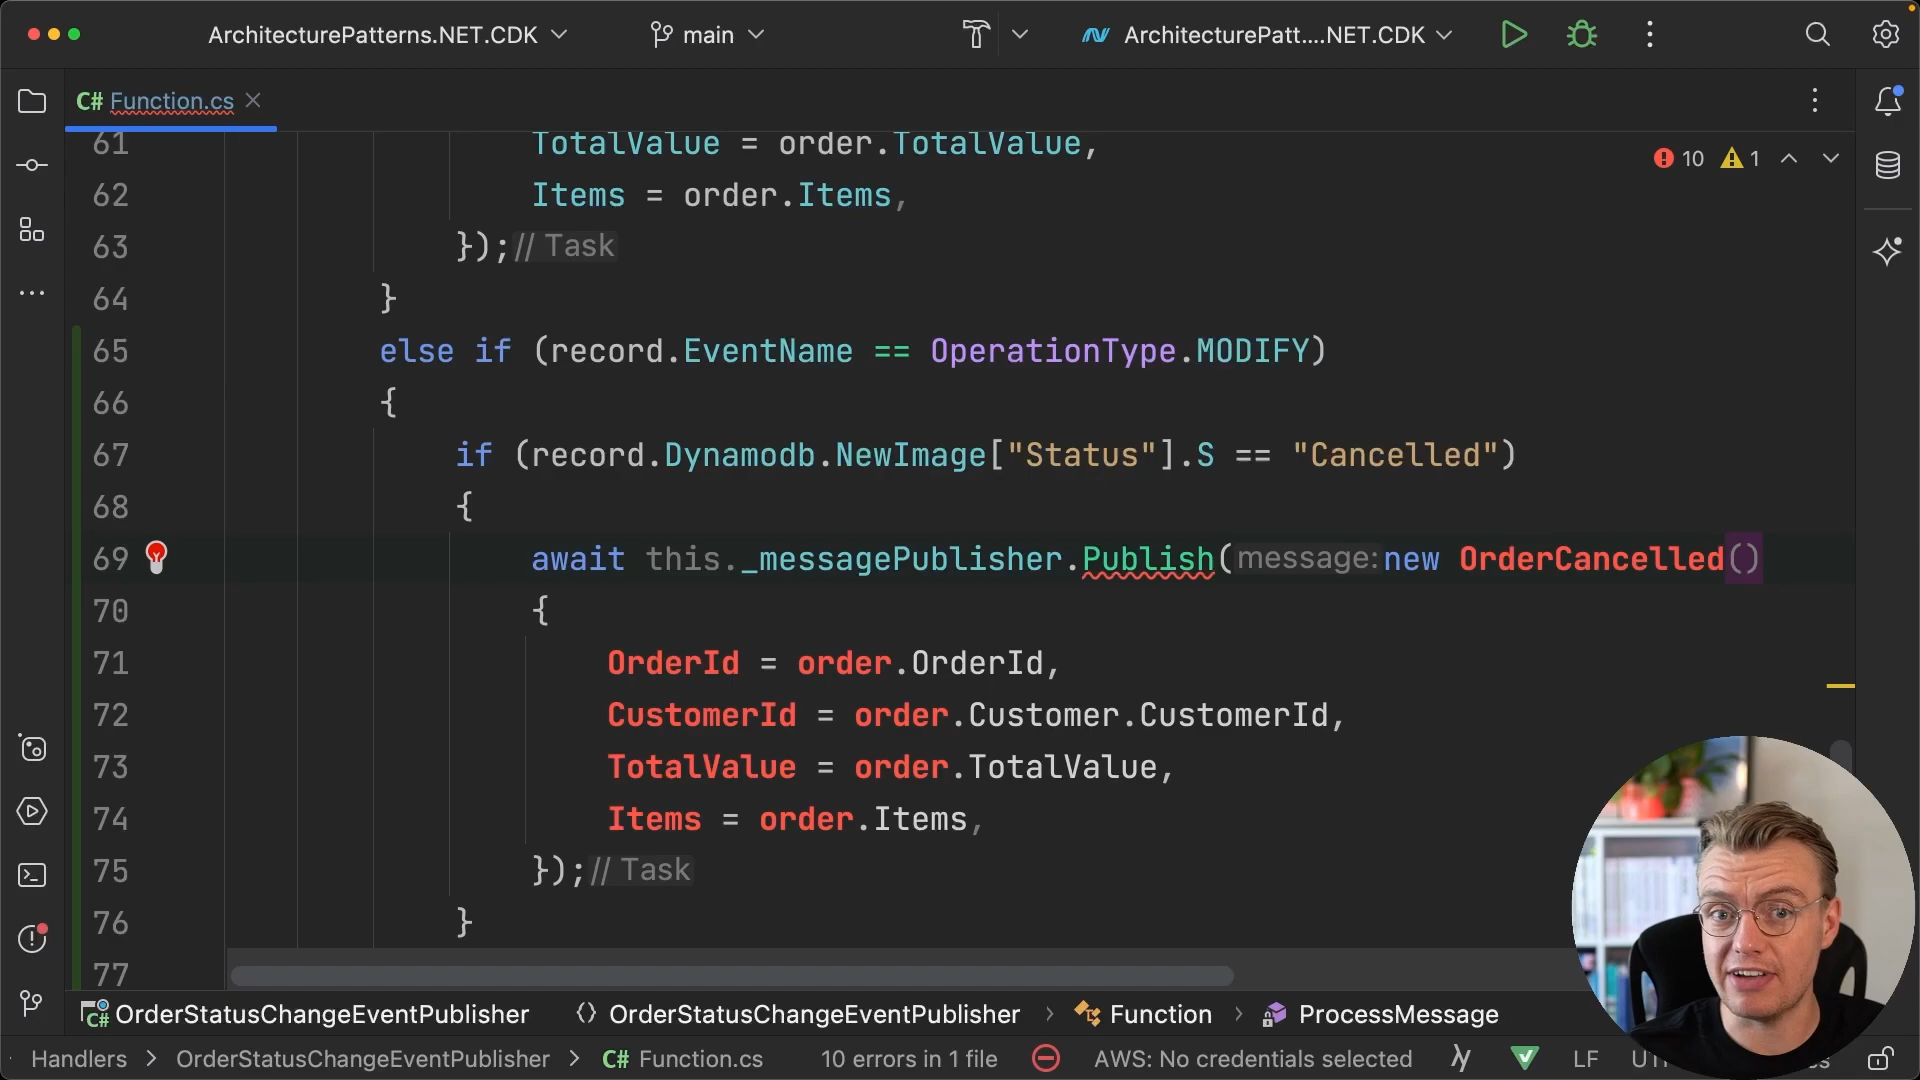 ArchitecturePatterns.NET.CDK main ArchitecturePatt....NET.CDK
C# Function.cs
10 1
61 TotalValue = order.TotalValue,
62 Items = order.Items,
63 });// Task
64 }
65 else if (record.EventName == OperationType.MODIFY)
66 {
67 if (record.Dynamodb.NewImage["Status"].S == "Cancelled")
68 {
69 await this._messagePublisher.Publish(message:new OrderCancelled()
70 {
71 OrderId = order.OrderId,
72 CustomerId = order.Customer.CustomerId,
73 TotalValue = order.TotalValue,
74 Items = order.Items,
75 });// Task
76 }
77
C# OrderStatusChangeEventPublisher {} OrderStatusChangeEventPublisher > Function > ProcessMessage
Handlers > OrderStatusChangeEventPublisher > C# Function.cs 10 errors in 1 file AWS: No credentials selected LF